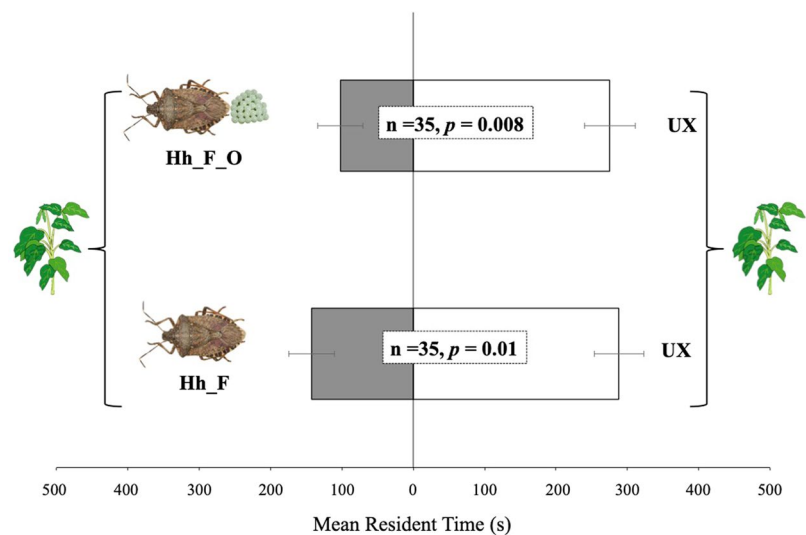 n =35, p = 0.008
UX
Hh_F_O
n =35, p = 0.01
UX
Hh_F
500 400 300 200 100 0 100 200 300 400 500
Mean Resident Time (s)